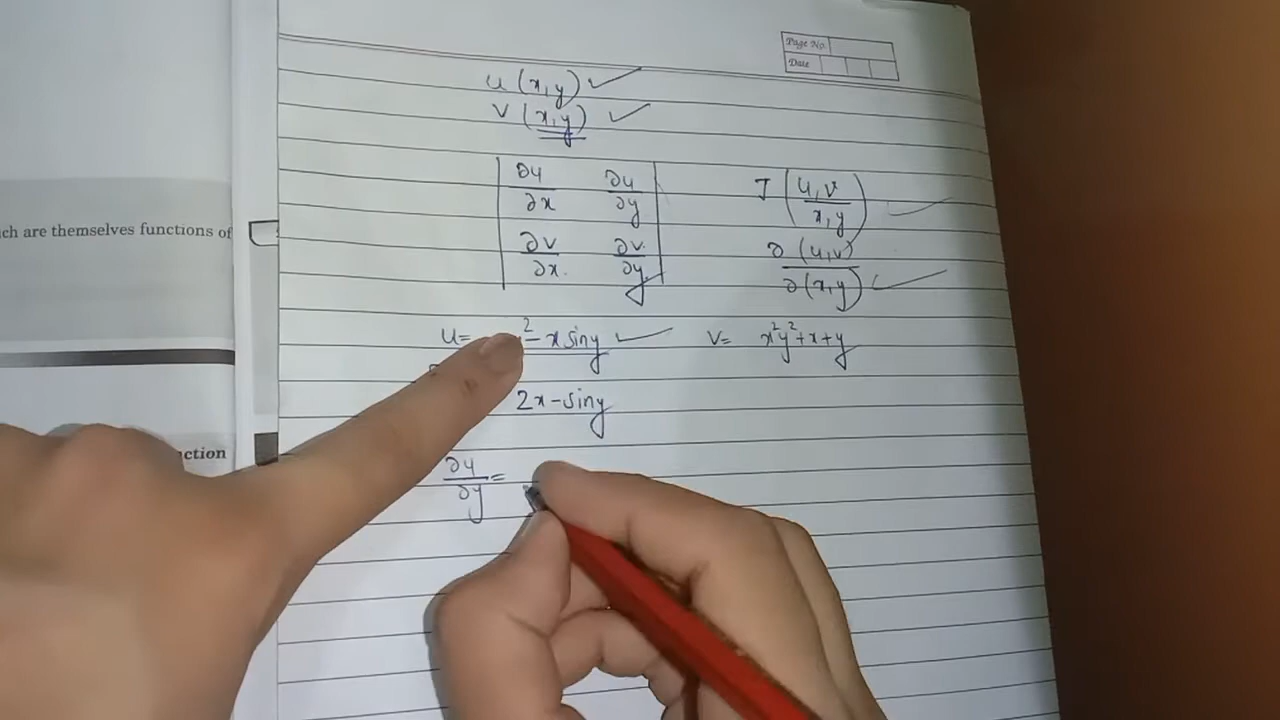 Page No.
Date
u (x,y) ✓
v (x,y) ✓
∂u/∂x ∂u/∂y
∂v/∂x ∂v/∂y
J (u,v / x,y)
∂(u,v) / ∂(x,y) ✓
ch are themselves functions of
u= ² - x siny ✓
v= x²y²+x+y
2x-siny
ction
∂u/∂y =